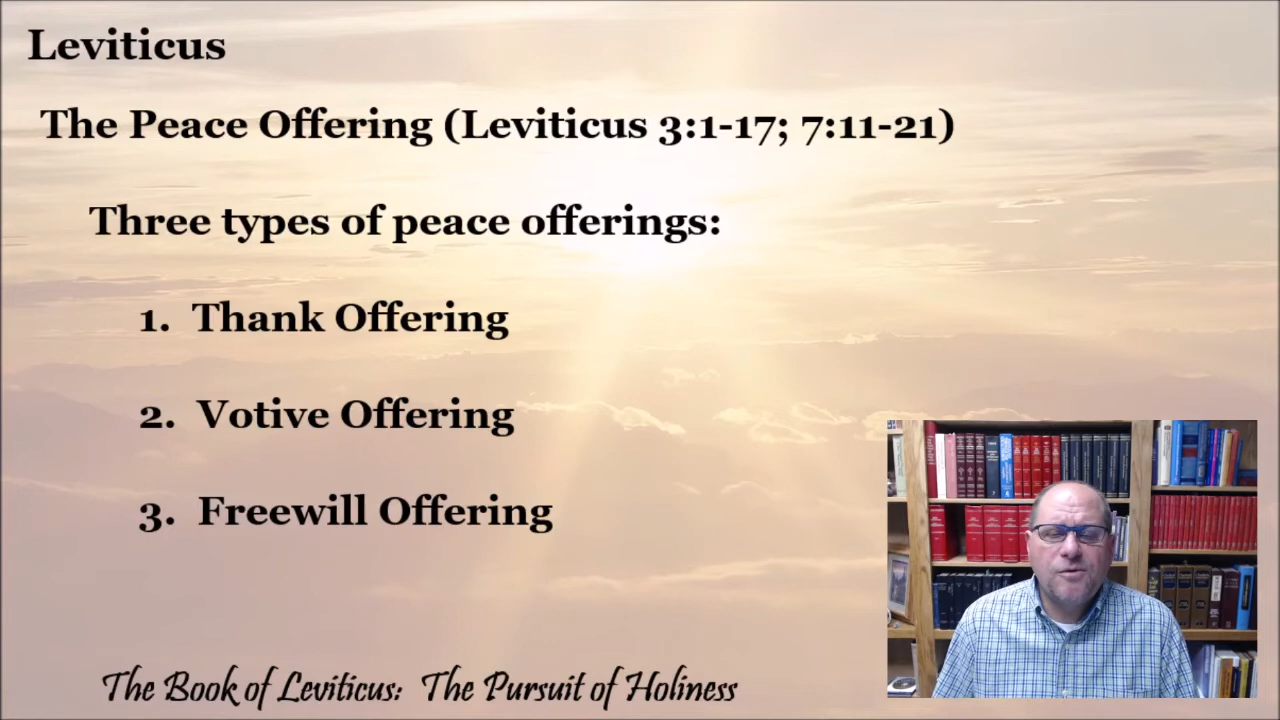 Leviticus
The Peace Offering (Leviticus 3:1-17; 7:11-21)
Three types of peace offerings:
1. Thank Offering
2. Votive Offering
3. Freewill Offering
The Book of Leviticus: The Pursuit of Holiness